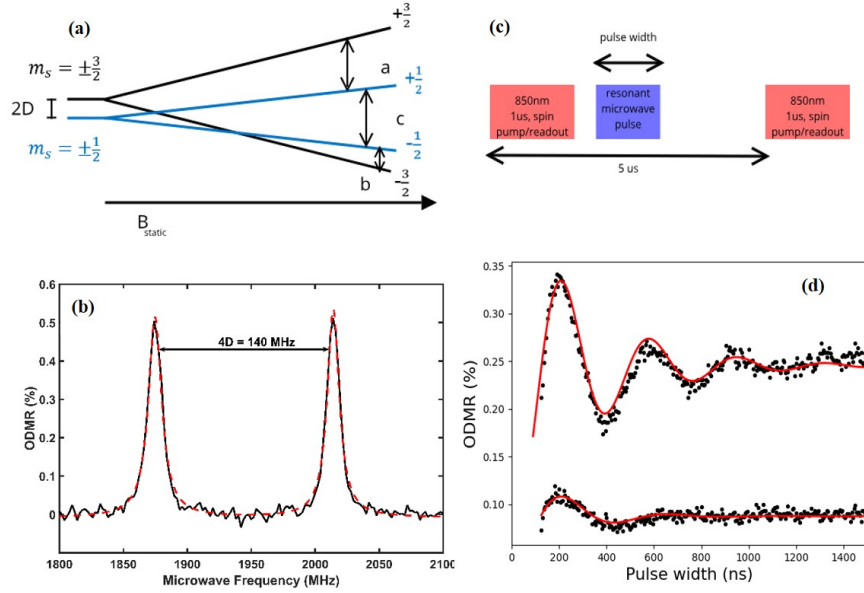 (a)
+3/2
m_s = ±3/2
a
+1/2
2D
c
m_s = ±1/2
-1/2
b
-3/2
B_static
(c)
pulse width
850nm
1us, spin
pump/readout
resonant
microwave
pulse
850nm
1us, spin
pump/readout
5 us
(b)
0.6
0.5
0.4
0.3
0.2
0.1
0
ODMR (%)
4D = 140 MHz
1800
1850
1900
1950
2000
2050
2100
Microwave Frequency (MHz)
(d)
0.35
0.30
0.25
0.20
0.15
0.10
ODMR (%)
0
200
400
600
800
1000
1200
1400
Pulse width (ns)